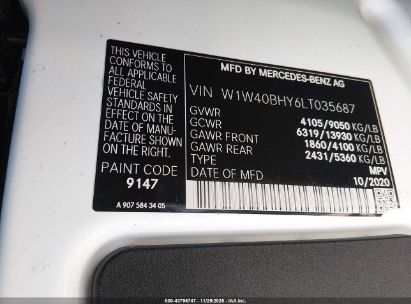 THIS VEHICLE
CONFORMS TO
ALL APPLICABLE
FEDERAL
MOTOR VEHICLE
SAFETY
STANDARDS
IN EFFECT ON
THE DATE
OF MANU-
FACTURE SHOWN
ABOVE.
PAINT CODE
9147
A 907 584 34 05
MFD BY MERCEDES-BENZ AG
VIN W1W40BHY6LT035687
GVWR 4105/9050 KG/LB
GCWR 6319/13930 KG/LB
GAWR FRONT 1860/4100 KG/LB
GAWR REAR 2431/5360 KG/LB
TYPE MPV
DATE OF MFD 10/2020